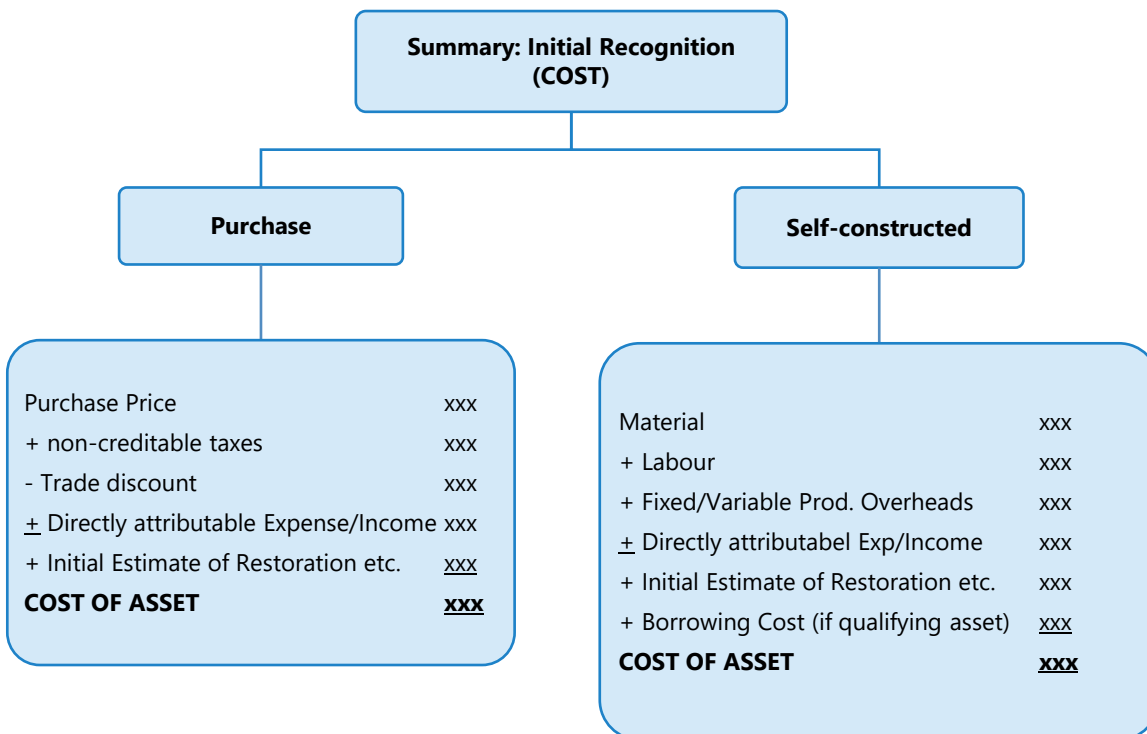 Summary: Initial Recognition
(COST)
Purchase
Self-constructed
Purchase Price xxx
+ non-creditable taxes xxx
- Trade discount xxx
+ Directly attributable Expense/Income xxx
+ Initial Estimate of Restoration etc. xxx
COST OF ASSET xxx
Material xxx
+ Labour xxx
+ Fixed/Variable Prod. Overheads xxx
+ Directly attributabel Exp/Income xxx
+ Initial Estimate of Restoration etc. xxx
+ Borrowing Cost (if qualifying asset) xxx
COST OF ASSET xxx